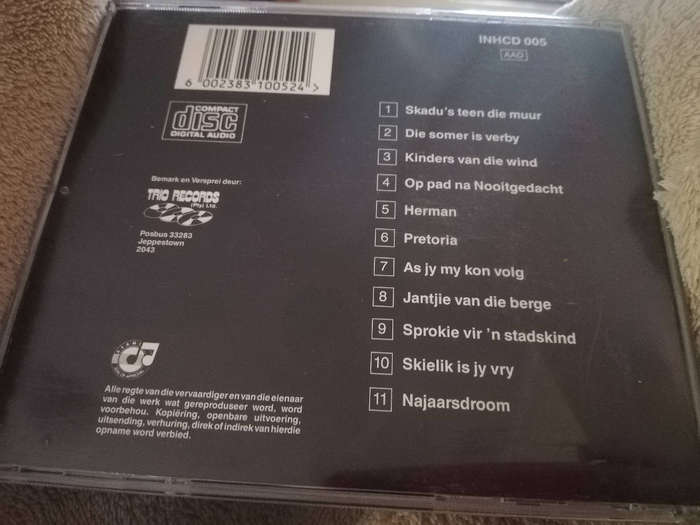 INHCD 005
AAD
6 002383 100524 >
COMPACT
disc
DIGITAL AUDIO
Bemark en Versprei deur:
TRIO RECORDS
(Pty) Ltd.
Posbus 33283
Jeppestown
2043
1 Skadu's teen die muur
2 Die somer is verby
3 Kinders van die wind
4 Op pad na Nooitgedacht
5 Herman
6 Pretoria
7 As jy my kon volg
8 Jantjie van die berge
9 Sprokie vir 'n stadskind
10 Skielik is jy vry
11 Najaarsdroom
Alle regte van die vervaardiger en van die eienaar
van die werk wat gereproduseer word, word
voorbehou. Kopiëring, openbare uitvoering,
uitsending, verhuring, direk of indirek van hierdie
opname word verbied.